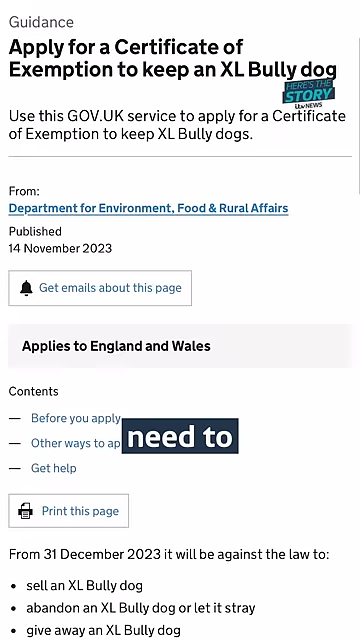 Guidance
Apply for a Certificate of
Exemption to keep an XL Bully dog
HERE'S THE
STORY
itv NEWS
Use this GOV.UK service to apply for a Certificate
of Exemption to keep XL Bully dogs.
From:
Department for Environment, Food & Rural Affairs
Published
14 November 2023
Get emails about this page
Applies to England and Wales
Contents
— Before you apply
— Other ways to ap
need to
— Get help
Print this page
From 31 December 2023 it will be against the law to:
• sell an XL Bully dog
• abandon an XL Bully dog or let it stray
• give away an XL Bully dog